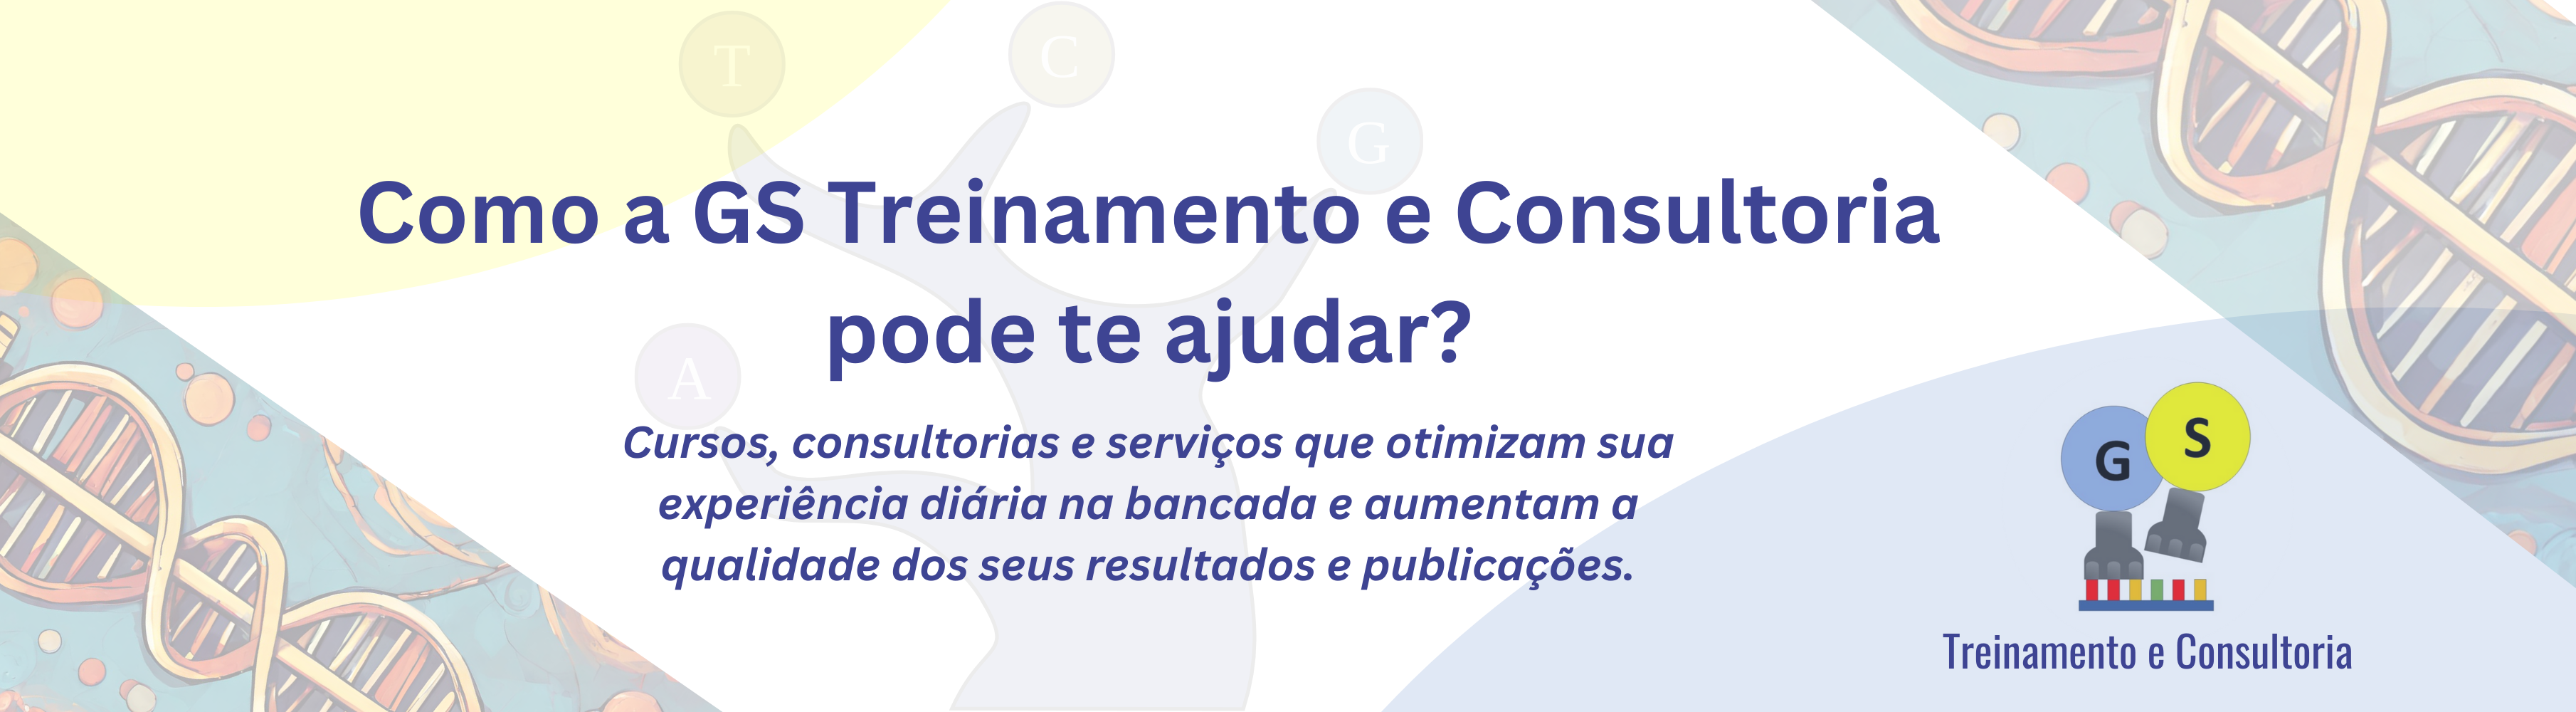 T
C
G
Como a GS Treinamento e Consultoria
pode te ajudar?
A
Cursos, consultorias e serviços que otimizam sua
experiência diária na bancada e aumentam a
qualidade dos seus resultados e publicações.
G S
Treinamento e Consultoria